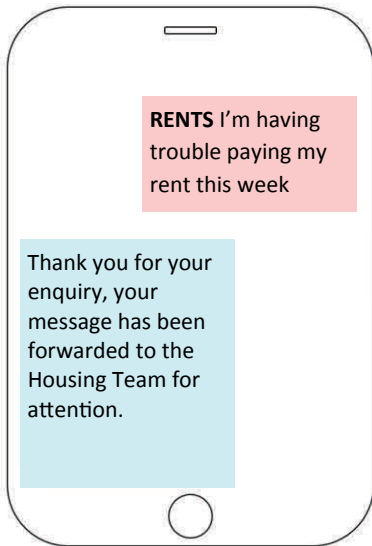 RENTS I’m having
trouble paying my
rent this week
Thank you for your
enquiry, your
message has been
forwarded to the
Housing Team for
attention.